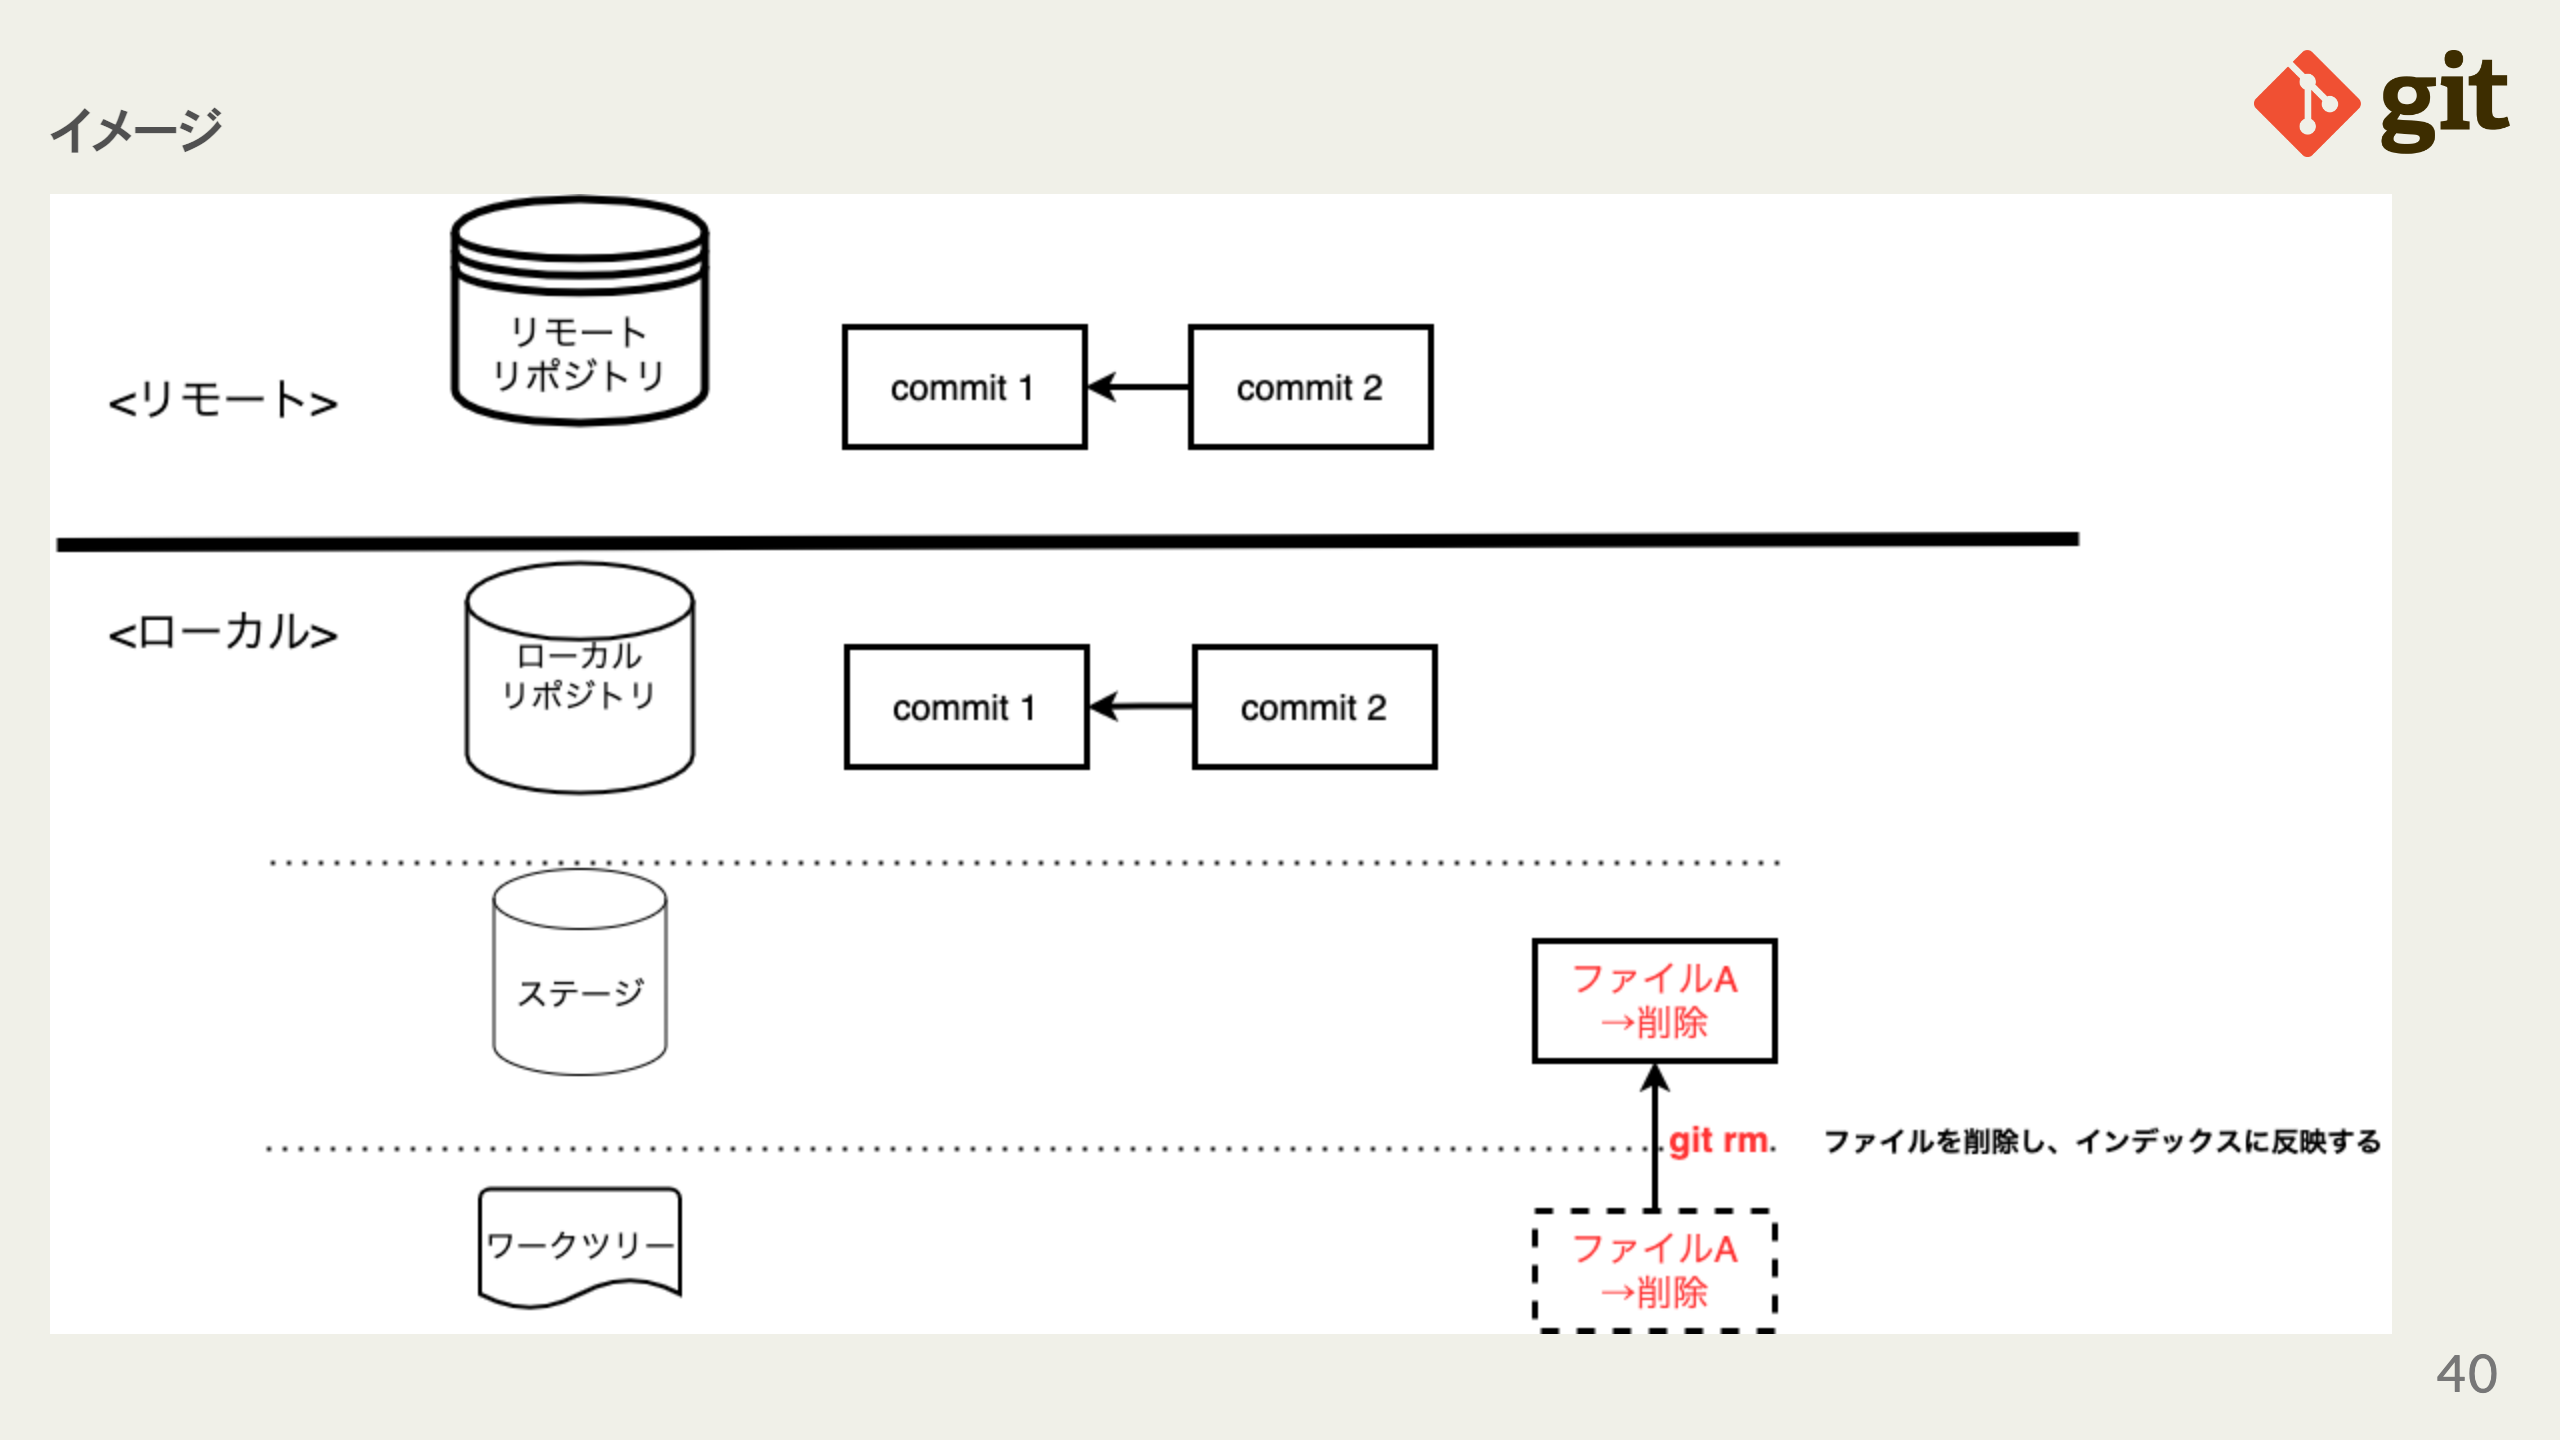 イメージ
git
リモート
リポジトリ
<リモート>
commit 1
commit 2
<ローカル>
ローカル
リポジトリ
commit 1
commit 2
ステージ
ファイルA
→削除
git rm
ファイルを削除し、インデックスに反映する
ワークツリー
ファイルA
→削除
40